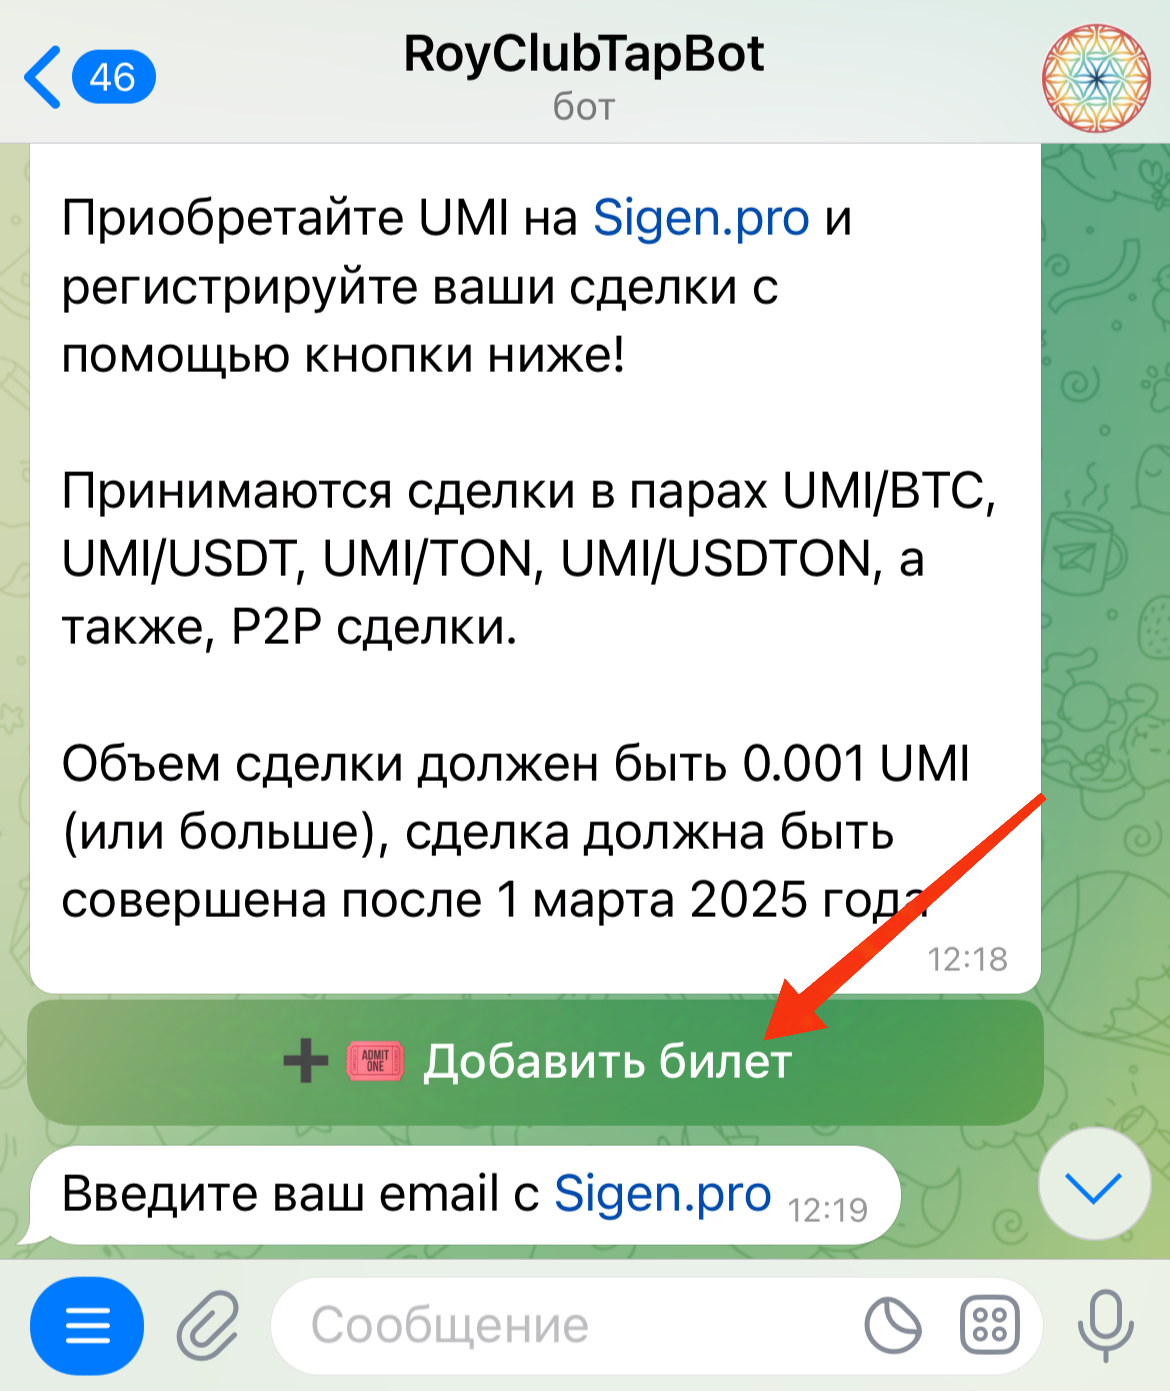 RoyClubTapBot
46
бот
Приобретайте UMI на Sigen.pro и
регистрируйте ваши сделки с
помощью кнопки ниже!
Принимаются сделки в парах UMI/BTC,
UMI/USDT, UMI/TON, UMI/USDTON, а
также, P2P сделки.
Объем сделки должен быть 0.001 UMI
(или больше), сделка должна быть
совершена после 1 марта 2025 года
12:18
ADMIT
ONE
Добавить билет
Введите ваш email с Sigen.pro 12:19
Сообщение